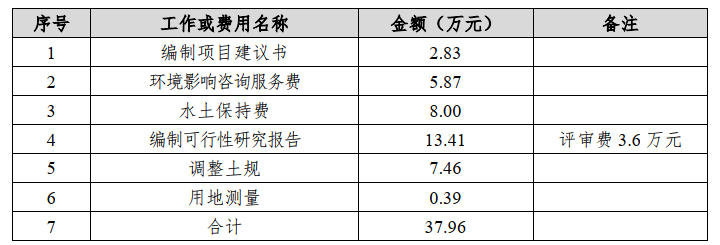 序号 工作或费用名称 金额（万元） 备注
1 编制项目建议书 2.83
2 环境影响咨询服务费 5.87
3 水土保持费 8.00
4 编制可行性研究报告 13.41 评审费 3.6 万元
5 调整土规 7.46
6 用地测量 0.39
7 合计 37.96